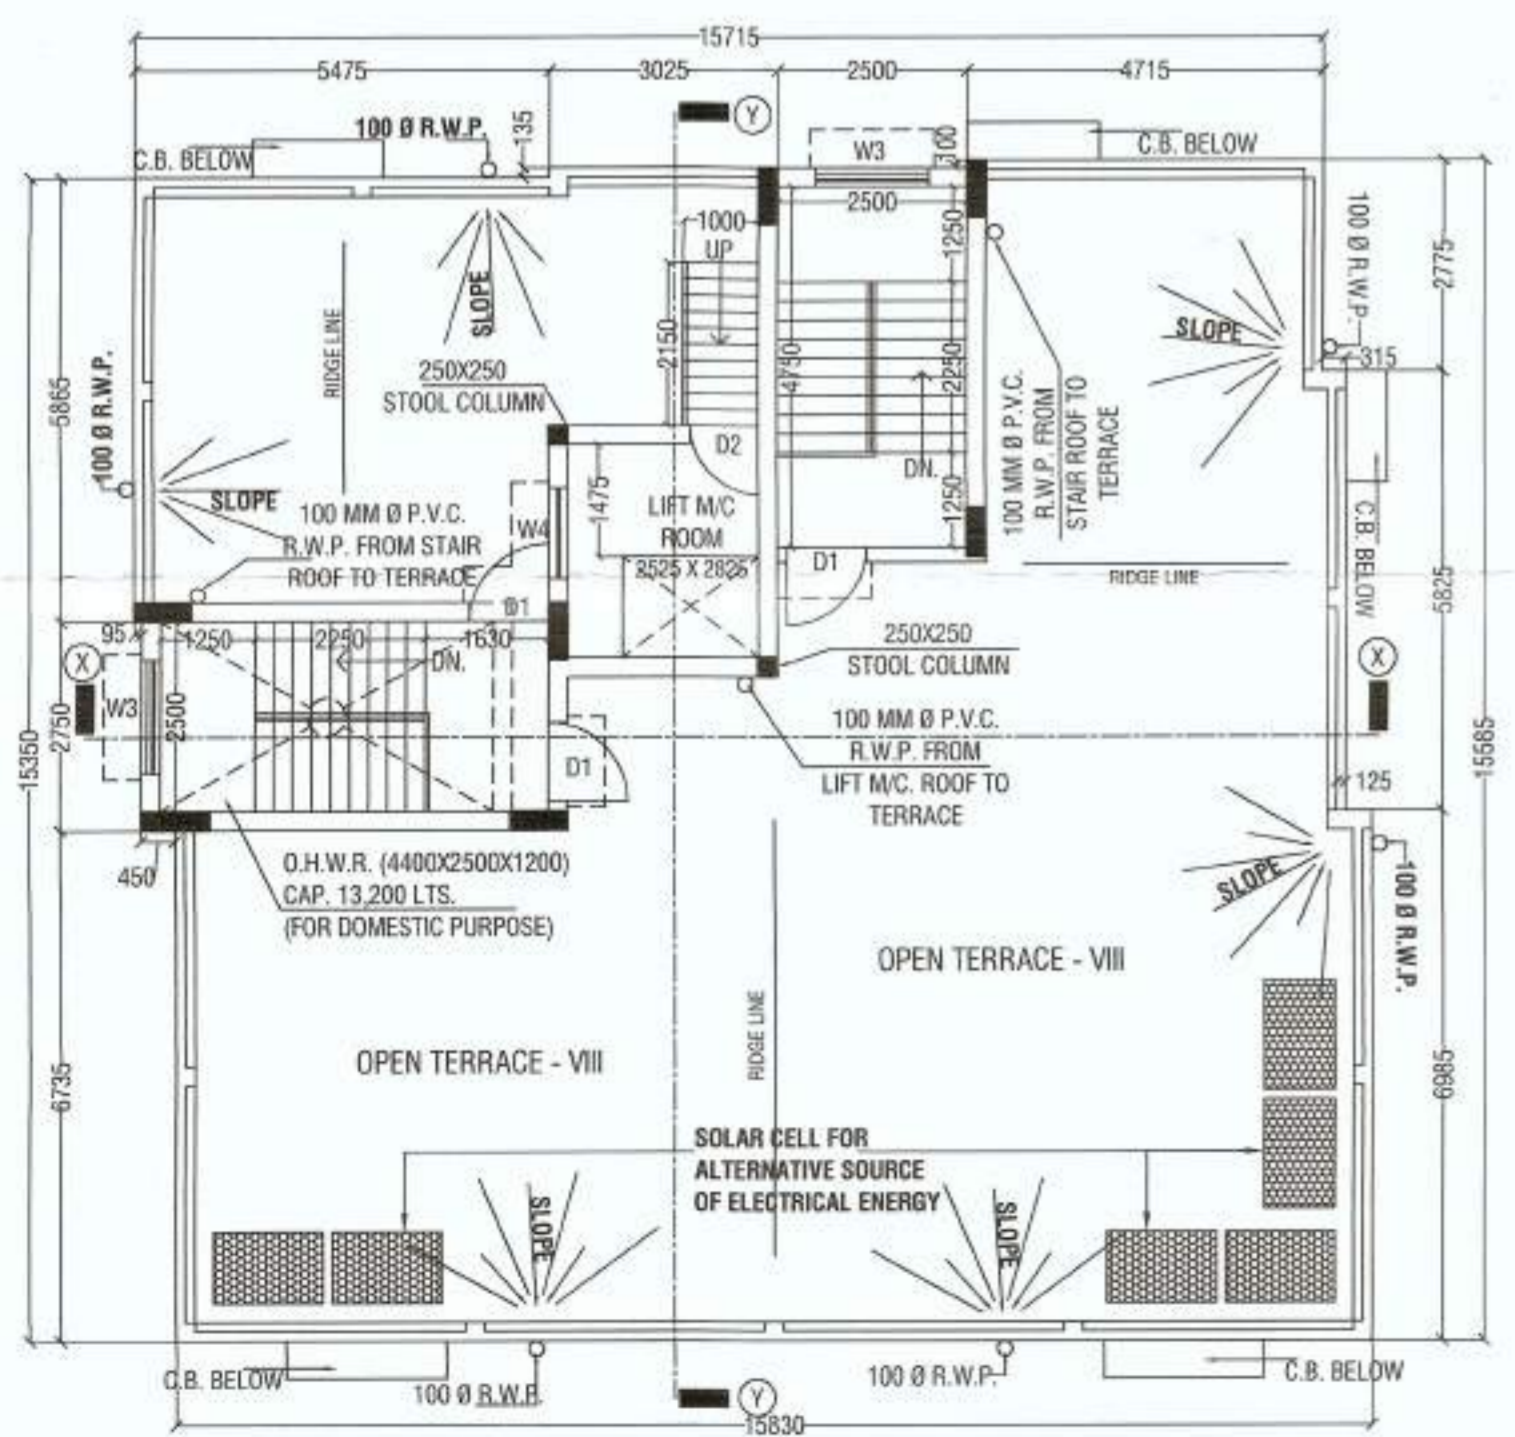 15715
5475
3025
2500
4715
100 Ø R.W.P.
135
Y
W3
100
C.B. BELOW
C.B. BELOW
2500
1000
UP
1250
100 Ø R.W.P.
2775
SLOPE
RIDGE LINE
2150
4750
2250
SLOPE
315
250X250
STOOL COLUMN
5865
100 Ø R.W.P.
D2
DN.
100 MM Ø P.V.C.
R.W.P. FROM
STAIR ROOF TO
TERRACE
SLOPE
100 MM Ø P.V.C.
R.W.P. FROM STAIR
ROOF TO TERRACE
W4
1475
LIFT M/C
ROOM
2525 X 2825
1250
D1
RIDGE LINE
C.B. BELOW
5825
D1
95
1250
2250
1630
DN.
X
W3
2500
2750
15350
250X250
STOOL COLUMN
X
D1
100 MM Ø P.V.C.
R.W.P. FROM
LIFT M/C. ROOF TO
TERRACE
125
15585
450
O.H.W.R. (4400X2500X1200)
CAP. 13,200 LTS.
(FOR DOMESTIC PURPOSE)
SLOPE
100 Ø R.W.P.
OPEN TERRACE - VIII
RIDGE LINE
OPEN TERRACE - VIII
6735
6985
SOLAR CELL FOR
ALTERNATIVE SOURCE
OF ELECTRICAL ENERGY
SLOPE
SLOPE
C.B. BELOW
100 Ø R.W.P.
Y
100 Ø R.W.P.
C.B. BELOW
15830